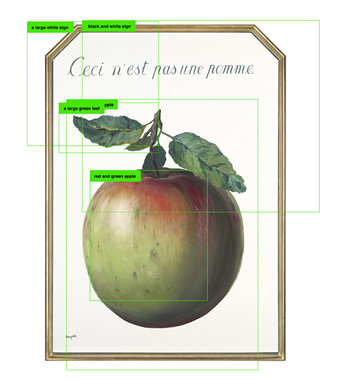 a large white sign
black and white sign
Ceci n'est pas une pomme
a large green leaf
pple
red and green apple